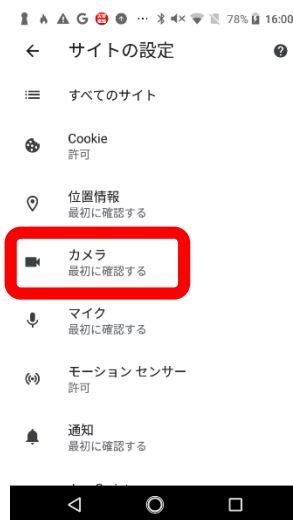 78% 16:00
サイトの設定
すべてのサイト
Cookie
許可
位置情報
最初に確認する
カメラ
最初に確認する
マイク
最初に確認する
モーション センサー
許可
通知
最初に確認する